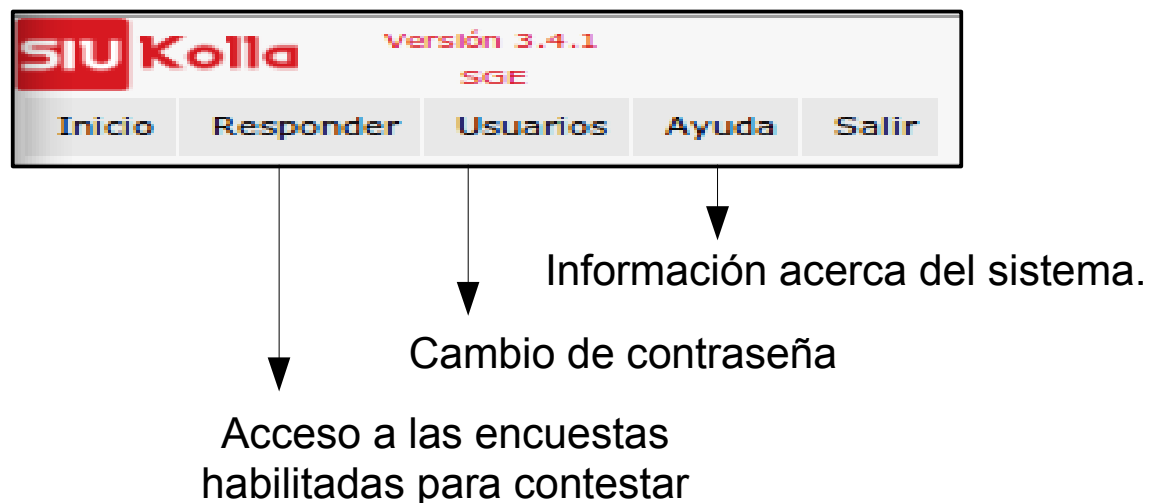 SIU Kolla Versión 3.4.1
SGE
Inicio Responder Usuarios Ayuda Salir
Información acerca del sistema.
Cambio de contraseña
Acceso a las encuestas
habilitadas para contestar